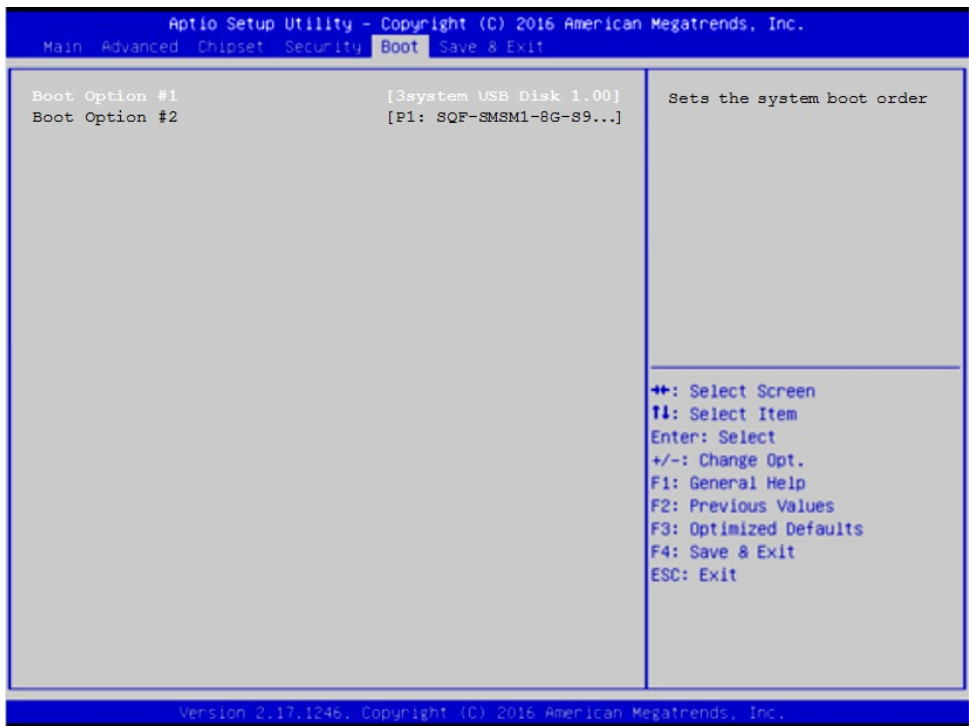 Aptio Setup Utility – Copyright (C) 2016 American Megatrends, Inc.
Main Advanced Chipset Security Boot Save & Exit
Boot Option #1 [3system USB Disk 1.00]
Boot Option #2 [P1: SQF-SMSM1-8G-S9...]
Sets the system boot order
→←: Select Screen
↑↓: Select Item
Enter: Select
+/-: Change Opt.
F1: General Help
F2: Previous Values
F3: Optimized Defaults
F4: Save & Exit
ESC: Exit
Version 2.17.1246. Copyright (C) 2016 American Megatrends, Inc.